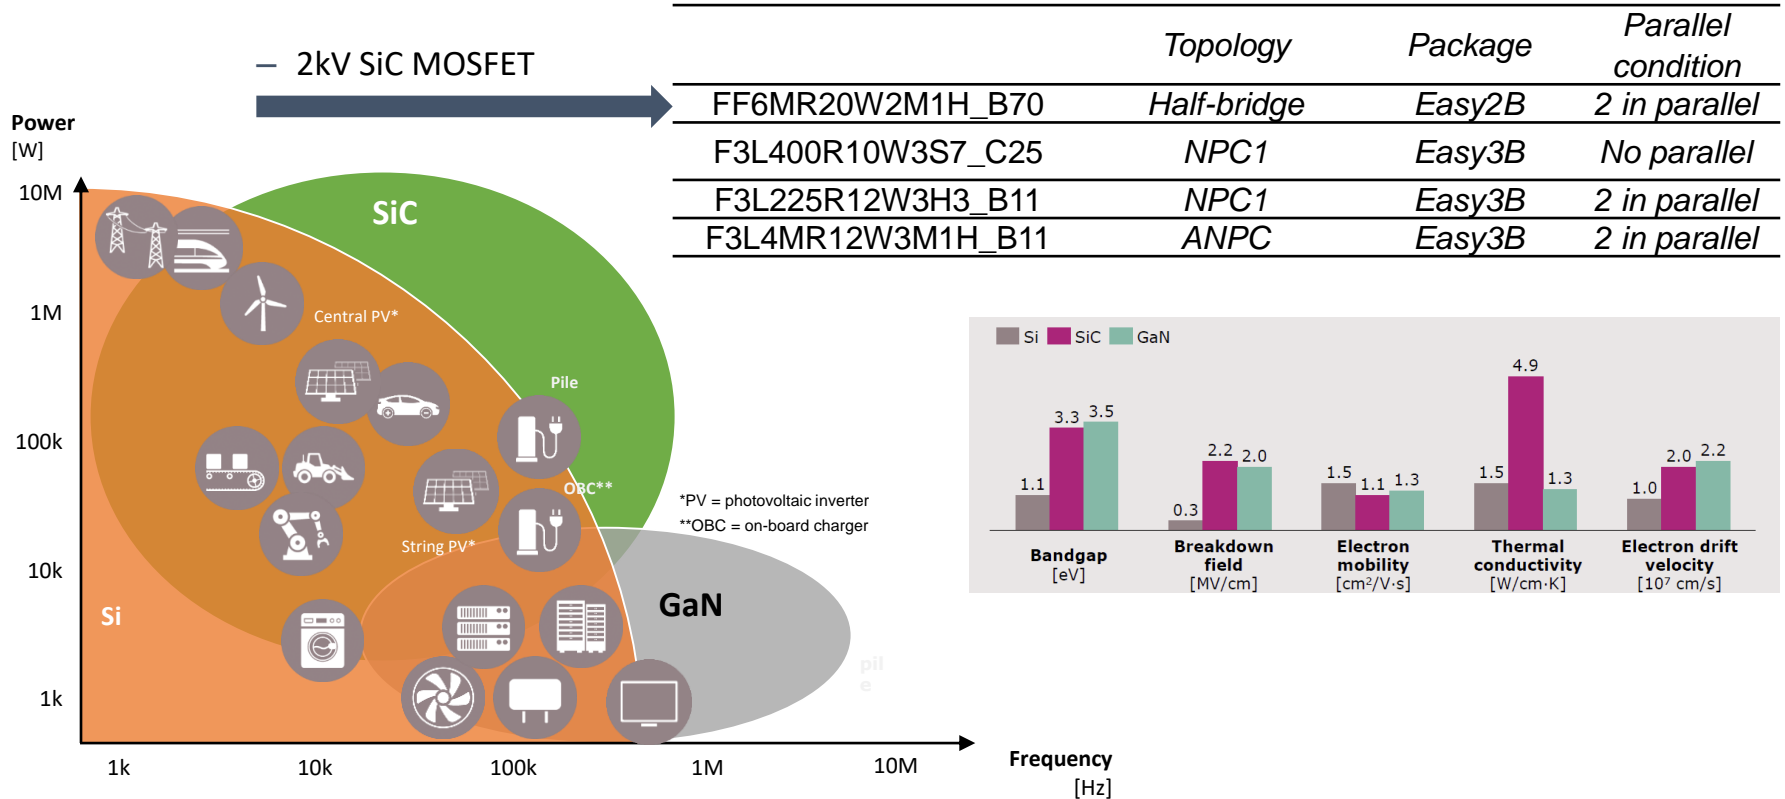 – 2kV SiC MOSFET
Topology Package Parallel condition
FF6MR20W2M1H_B70 Half-bridge Easy2B 2 in parallel
F3L400R10W3S7_C25 NPC1 Easy3B No parallel
F3L225R12W3H3_B11 NPC1 Easy3B 2 in parallel
F3L4MR12W3M1H_B11 ANPC Easy3B 2 in parallel
Power
[W]
10M
1M
100k
10k
1k
SiC
Central PV*
Pile
OBC**
String PV*
Si
GaN
pil
e
*PV = photovoltaic inverter
**OBC = on-board charger
1k 10k 100k 1M 10M
Frequency
[Hz]
Si SiC GaN
1.1 3.3 3.5
0.3 2.2 2.0
1.5 1.1 1.3
1.5 4.9 1.3
1.0 2.0 2.2
Bandgap
[eV]
Breakdown
field
[MV/cm]
Electron
mobility
[cm²/V·s]
Thermal
conductivity
[W/cm·K]
Electron drift
velocity
[10⁷ cm/s]